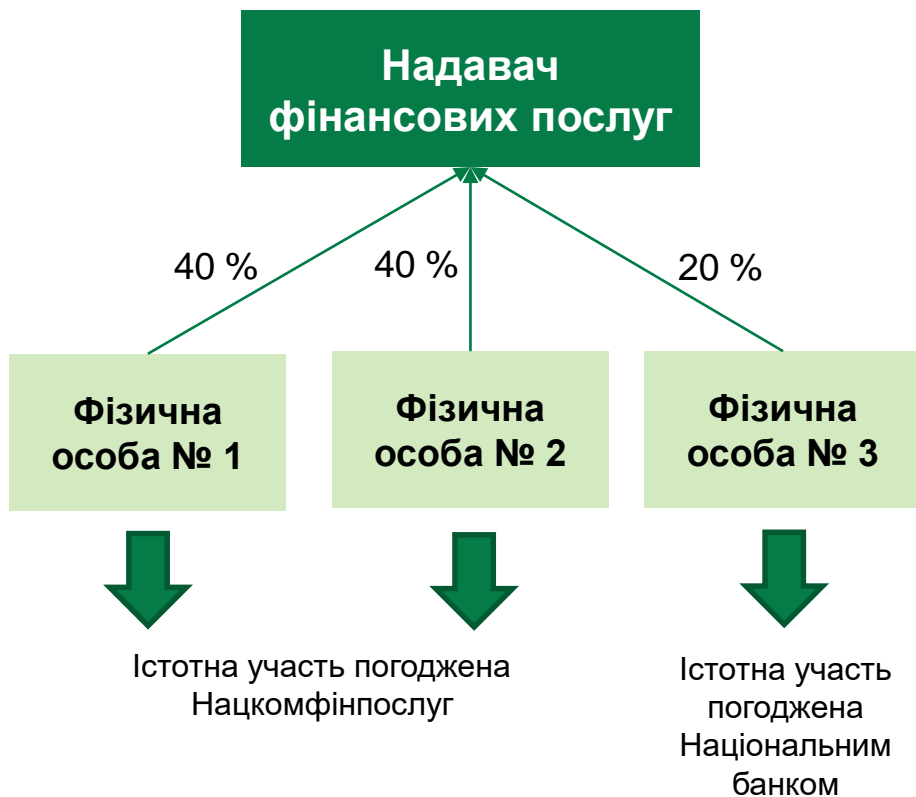 Надавач
фінансових послуг
40 %
40 %
20 %
Фізична
особа № 1
Фізична
особа № 2
Фізична
особа № 3
Істотна участь погоджена
Нацкомфінпослуг
Істотна участь
погоджена
Національним
банком